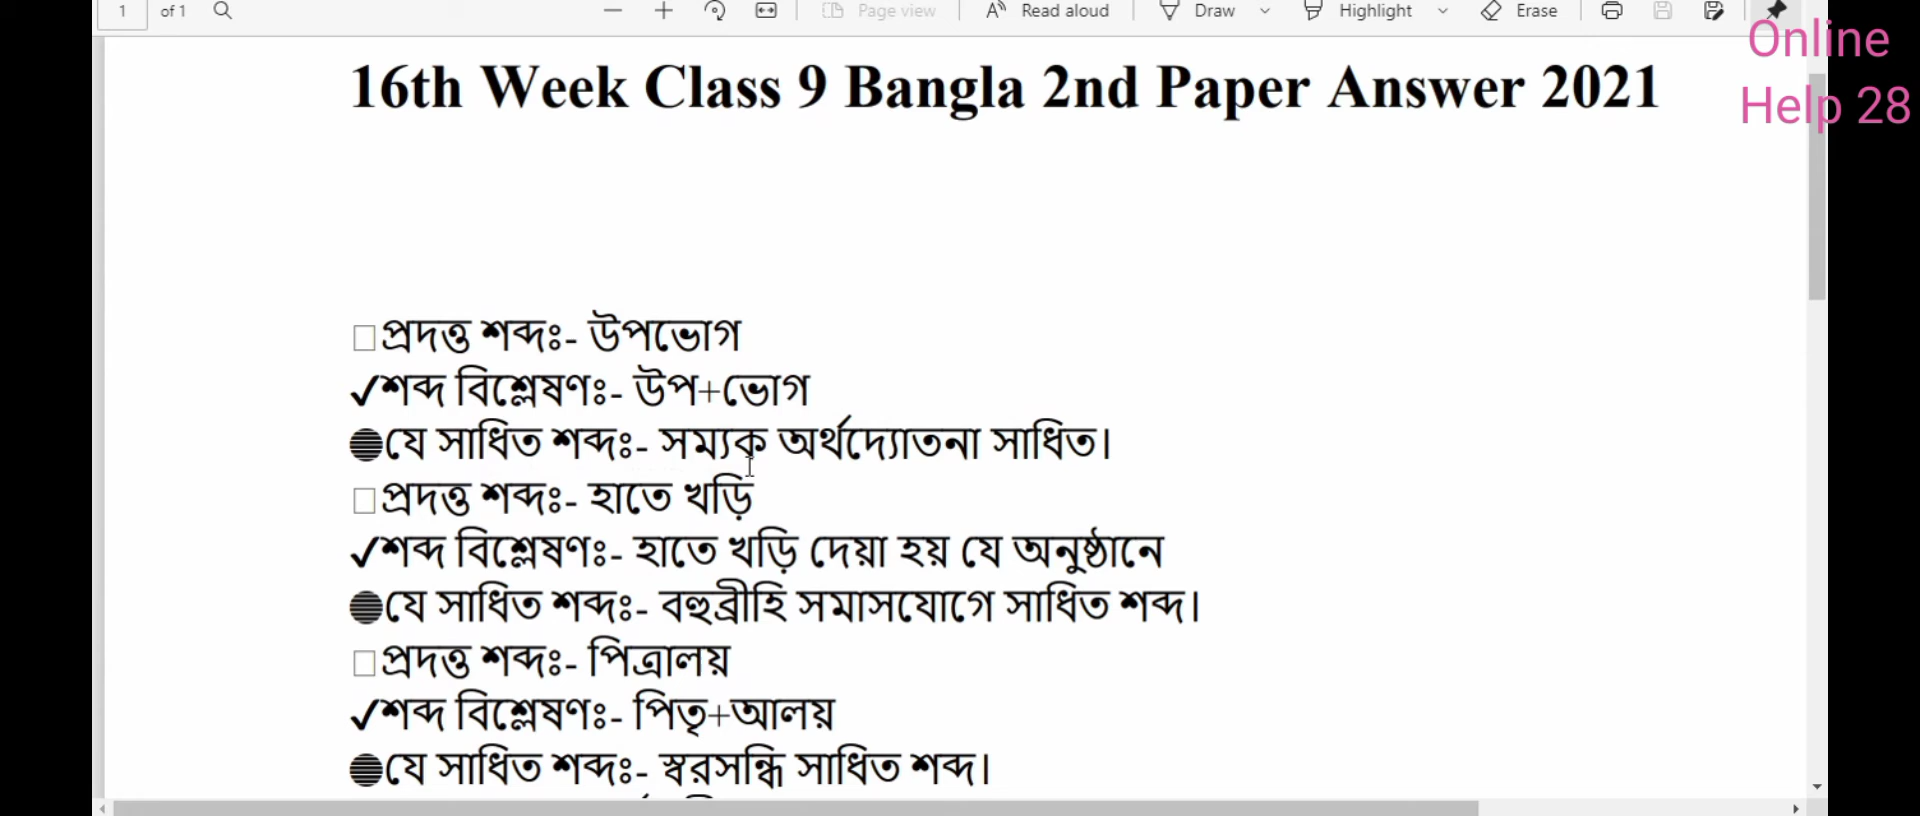 1 of 1 Page view Read aloud Draw Highlight Erase
Online
Help 28
16th Week Class 9 Bangla 2nd Paper Answer 2021
□প্রদত্ত শব্দঃ- উপভোগ
✓শব্দ বিশ্লেষণঃ- উপ+ভোগ
●যে সাধিত শব্দঃ- সম্যক অর্থদ্যোতনা সাধিত।
□প্রদত্ত শব্দঃ- হাতে খড়ি
✓শব্দ বিশ্লেষণঃ- হাতে খড়ি দেয়া হয় যে অনুষ্ঠানে
●যে সাধিত শব্দঃ- বহুব্রীহি সমাসযোগে সাধিত শব্দ।
□প্রদত্ত শব্দঃ- পিত্রালয়
✓শব্দ বিশ্লেষণঃ- পিতৃ+আলয়
●যে সাধিত শব্দঃ- স্বরসন্ধি সাধিত শব্দ।